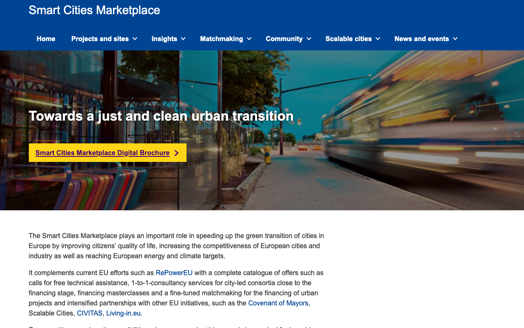 Smart Cities Marketplace
Home Projects and sites Insights Matchmaking Community Scalable cities News and events
Towards a just and clean urban transition
Smart Cities Marketplace Digital Brochure
The Smart Cities Marketplace plays an important role in speeding up the green transition of cities in
Europe by improving citizens' quality of life, increasing the competitiveness of European cities and
industry as well as reaching European energy and climate targets.
It complements current EU efforts such as RePowerEU with a complete catalogue of offers such as
calls for free technical assistance, 1-to-1-consultancy services for city-led consortia close to the
financing stage, financing masterclasses and a fine-tuned matchmaking for the financing of urban
projects and intensified partnerships with other EU initiatives, such as the Covenant of Mayors,
Scalable Cities, CIVITAS, Living-in.eu.